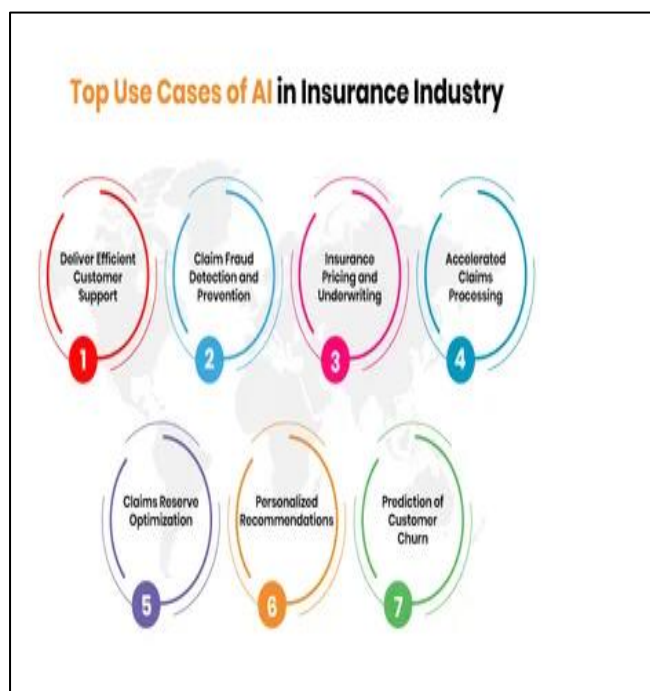 Top Use Cases of AI in Insurance Industry
Deliver Efficient
Customer
Support
1
Claim Fraud
Detection and
Prevention
2
Insurance
Pricing and
Underwriting
3
Accelerated
Claims
Processing
4
Claims Reserve
Optimization
5
Personalized
Recommendations
6
Prediction of
Customer
Churn
7